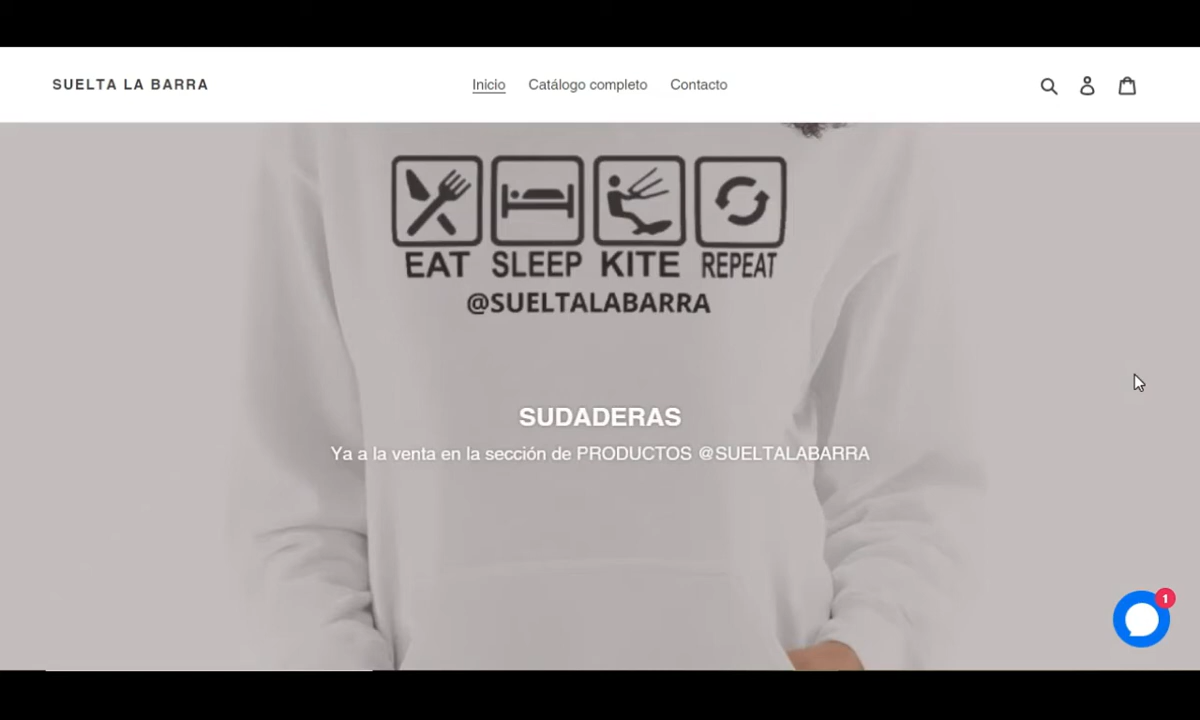 SUELTA LA BARRA
Inicio Catálogo completo Contacto
EAT SLEEP KITE REPEAT
@SUELTALABARRA
SUDADERAS
Ya a la venta en la sección de PRODUCTOS @SUELTALABARRA
1